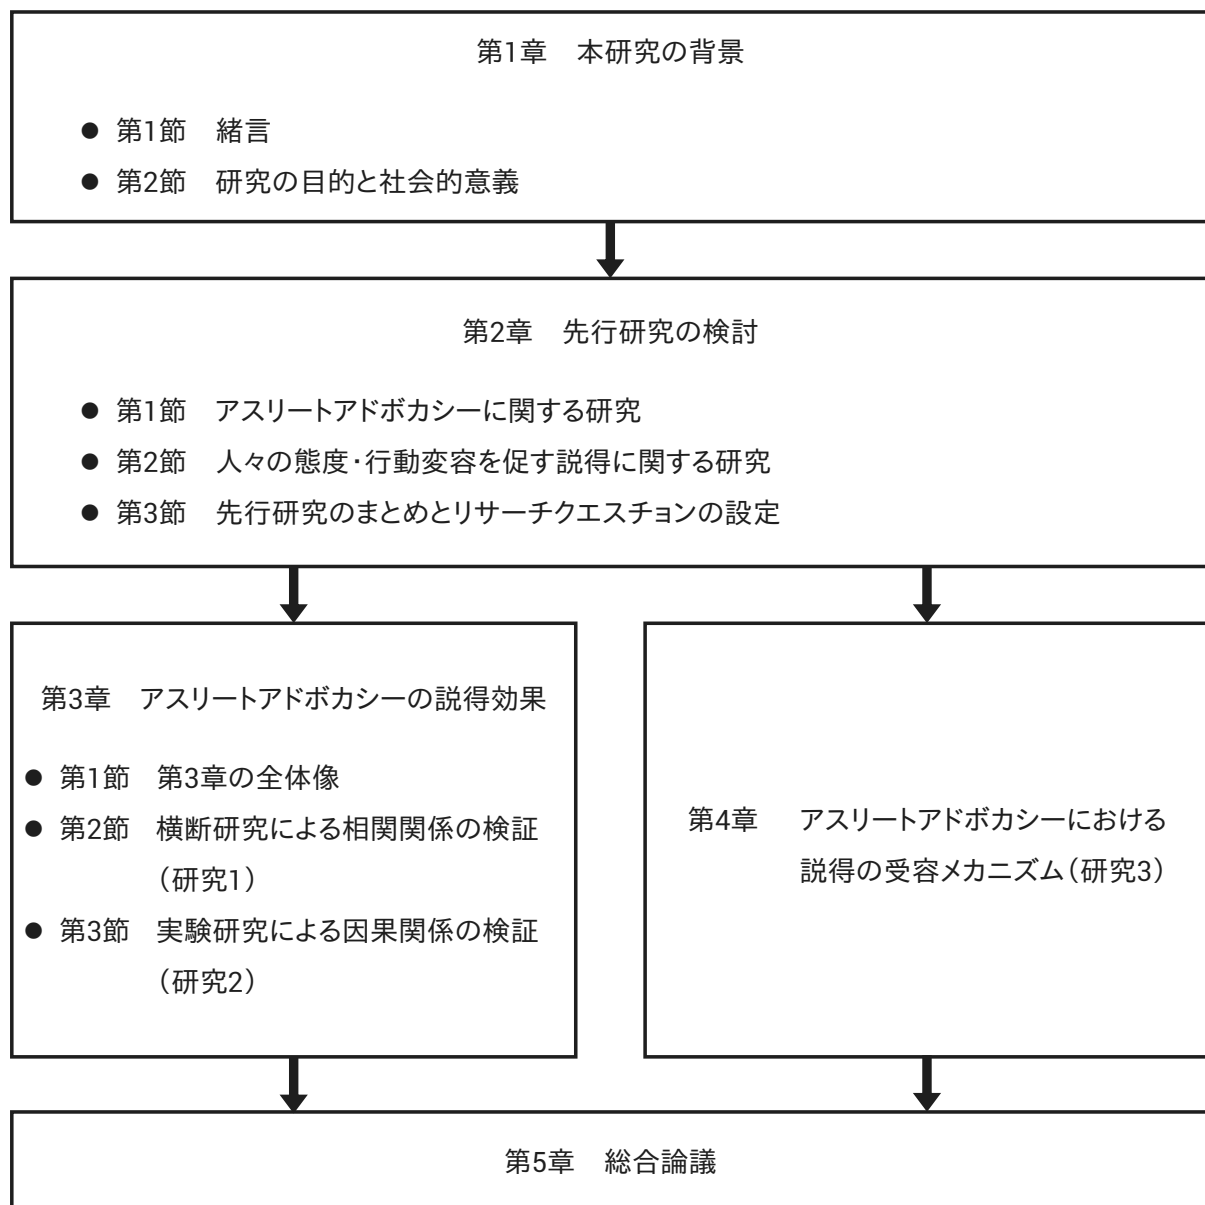 第1章　本研究の背景
● 第1節　緒言
● 第2節　研究の目的と社会的意義
第2章　先行研究の検討
● 第1節　アスリートアドボカシーに関する研究
● 第2節　人々の態度・行動変容を促す説得に関する研究
● 第3節　先行研究のまとめとリサーチクエスチョンの設定
第3章　アスリートアドボカシーの説得効果
● 第1節　第3章の全体像
● 第2節　横断研究による相関関係の検証
（研究1）
● 第3節　実験研究による因果関係の検証
（研究2）
第4章　アスリートアドボカシーにおける
説得の受容メカニズム（研究3）
第5章　総合論議